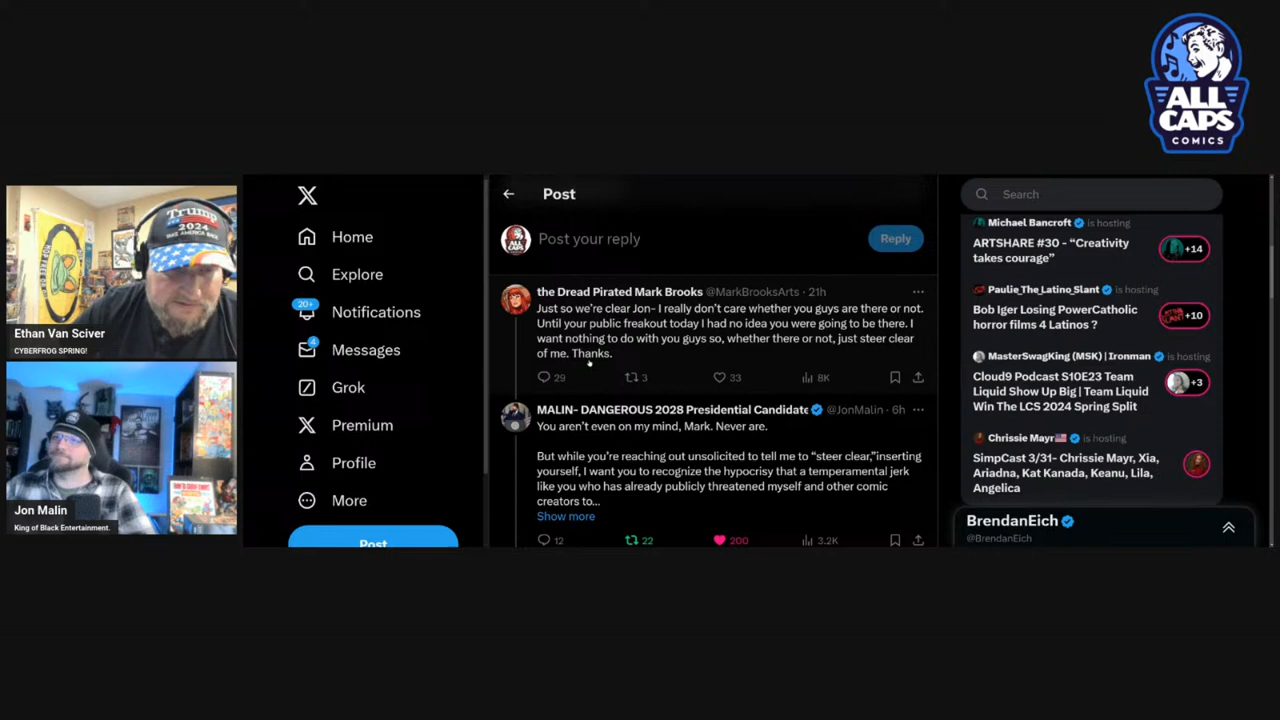 ALL
CAPS
COMICS
Trump
2024
Ethan Van Sciver
CYBERFROG SPRING!
Jon Malin
King of Black Entertainment.
X
Home
Explore
20+
Notifications
4
Messages
Grok
Premium
Profile
More
Post
Post
Post your reply
Reply
the Dread Pirated Mark Brooks @MarkBrooksArts · 21h
Just so we're clear Jon- I really don't care whether you guys are there or not.
Until your public freakout today I had no idea you were going to be there. I
want nothing to do with you guys so, whether there or not, just steer clear
of me. Thanks.
29 3 33 8K
MALIN- DANGEROUS 2028 Presidential Candidate @JonMalin · 6h
You aren't even on my mind, Mark. Never are.
But while you're reaching out unsolicited to tell me to “steer clear,”inserting
yourself, I want you to recognize the hypocrisy that a temperamental jerk
like you who has already publicly threatened myself and other comic
creators to...
Show more
12 22 200 3.2K
Search
Michael Bancroft is hosting
ARTSHARE #30 - “Creativity
takes courage”
+14
Paulie_The_Latino_Slant is hosting
Bob Iger Losing PowerCatholic
horror films 4 Latinos ?
+10
MasterSwagKing (MSK) | Ironman is hosting
Cloud9 Podcast S10E23 Team
Liquid Show Up Big | Team Liquid
Win The LCS 2024 Spring Split
+3
Chrissie Mayr is hosting
SimpCast 3/31- Chrissie Mayr, Xia,
Ariadna, Kat Kanada, Keanu, Lila,
Angelica
BrendanEich
@BrendanEich